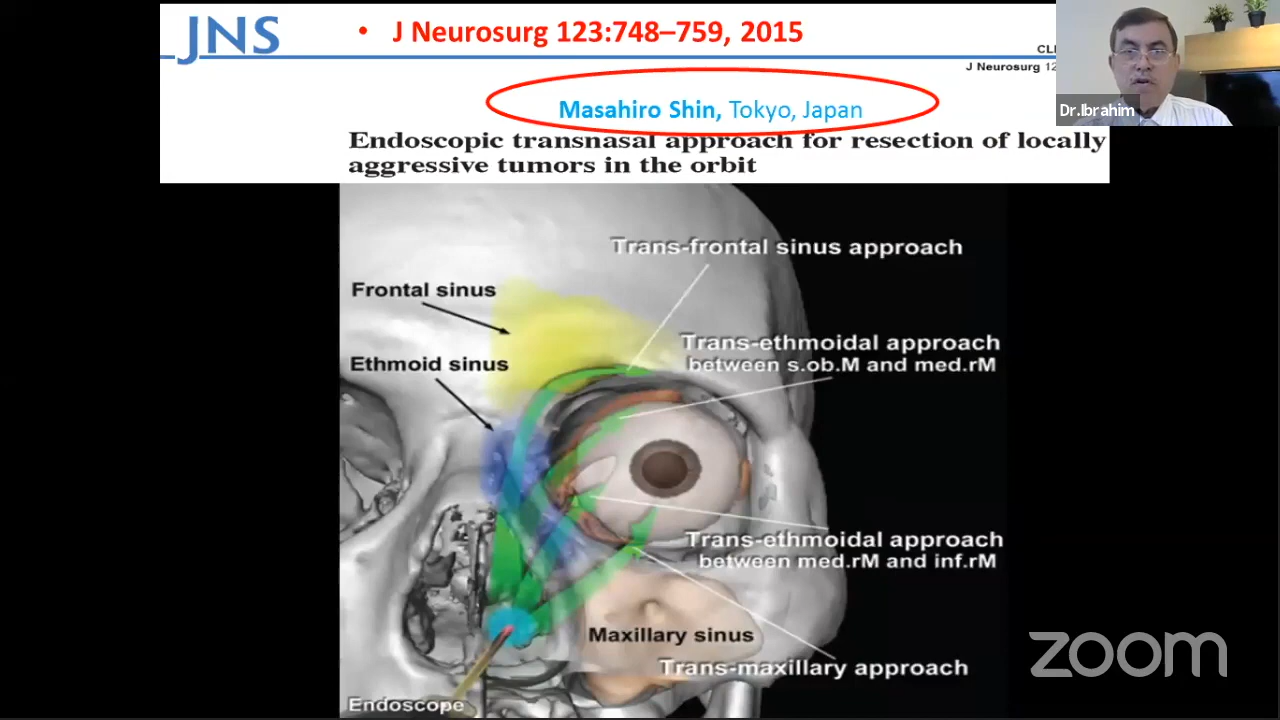 JNS
• J Neurosurg 123:748–759, 2015
J Neurosurg 12
Dr.Ibrahim
Masahiro Shin, Tokyo, Japan
Endoscopic transnasal approach for resection of locally
aggressive tumors in the orbit
Trans-frontal sinus approach
Frontal sinus
Trans-ethmoidal approach
between s.ob.M and med.rM
Ethmoid sinus
Trans-ethmoidal approach
between med.rM and inf.rM
Maxillary sinus
Trans-maxillary approach
Endoscope
zoom